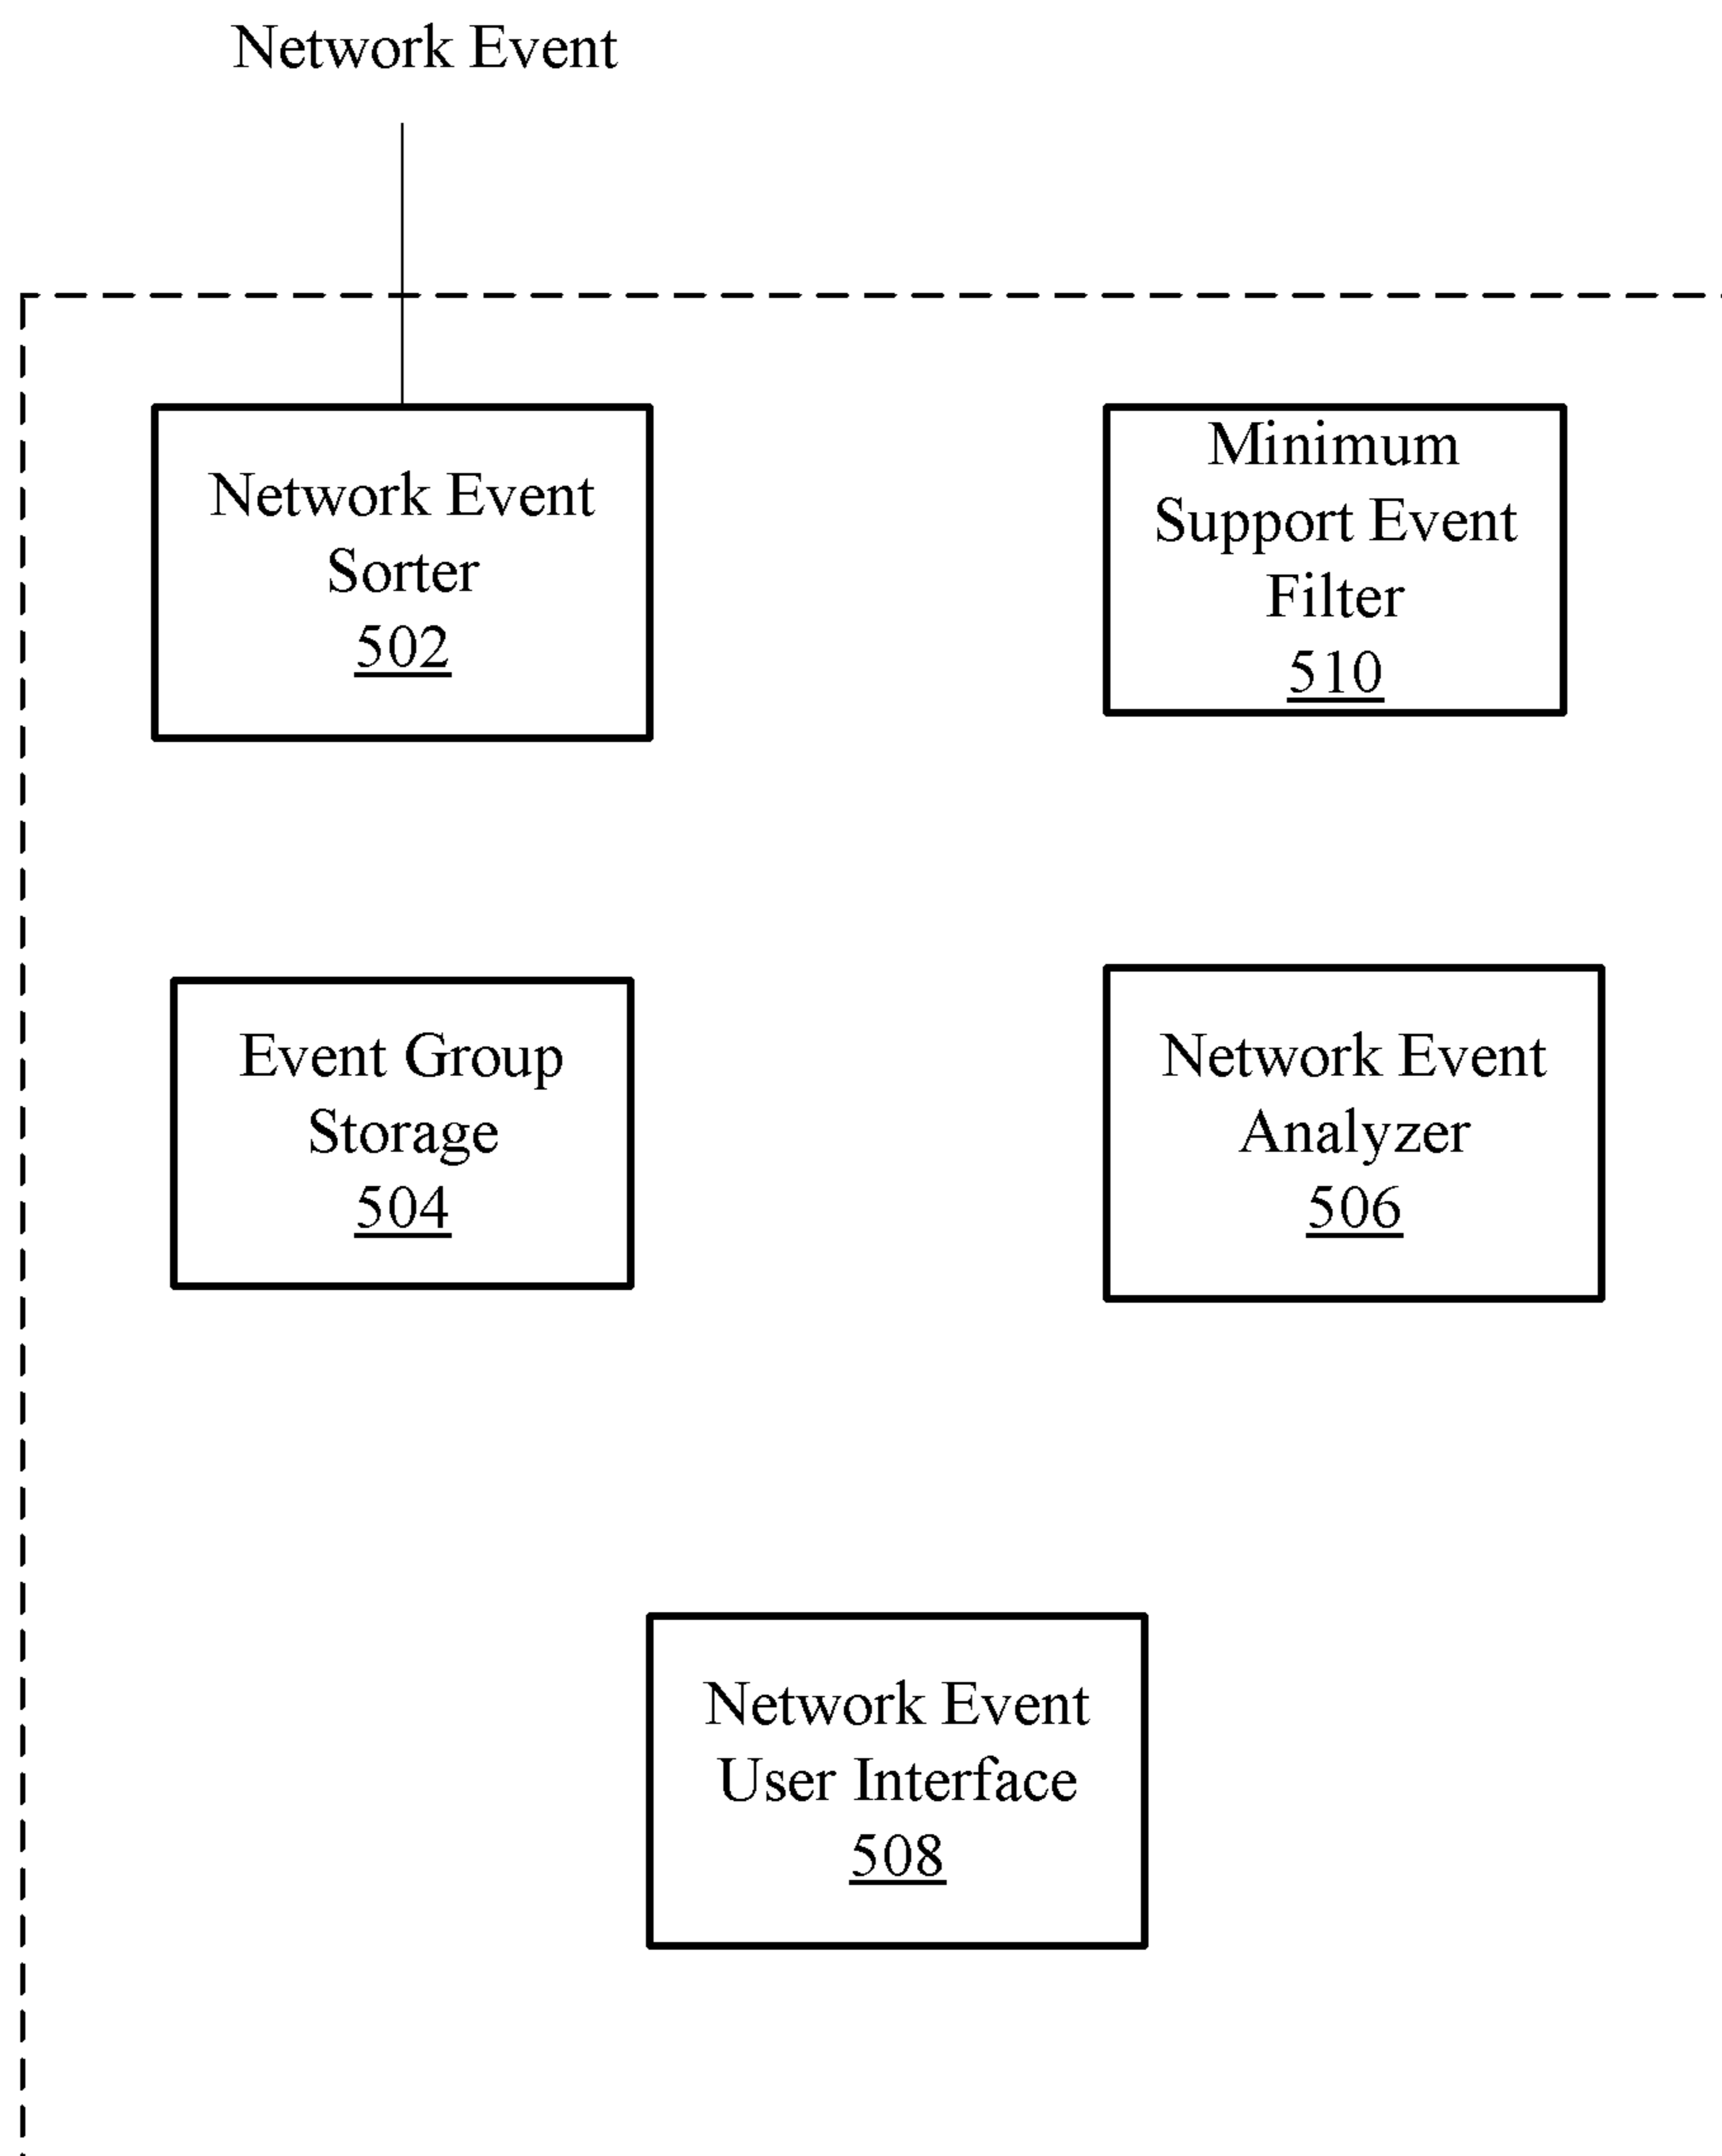 Network Event
Network Event
Sorter
502
Minimum
Support Event
Filter
510
Event Group
Storage
504
Network Event
Analyzer
506
Network Event
User Interface
508